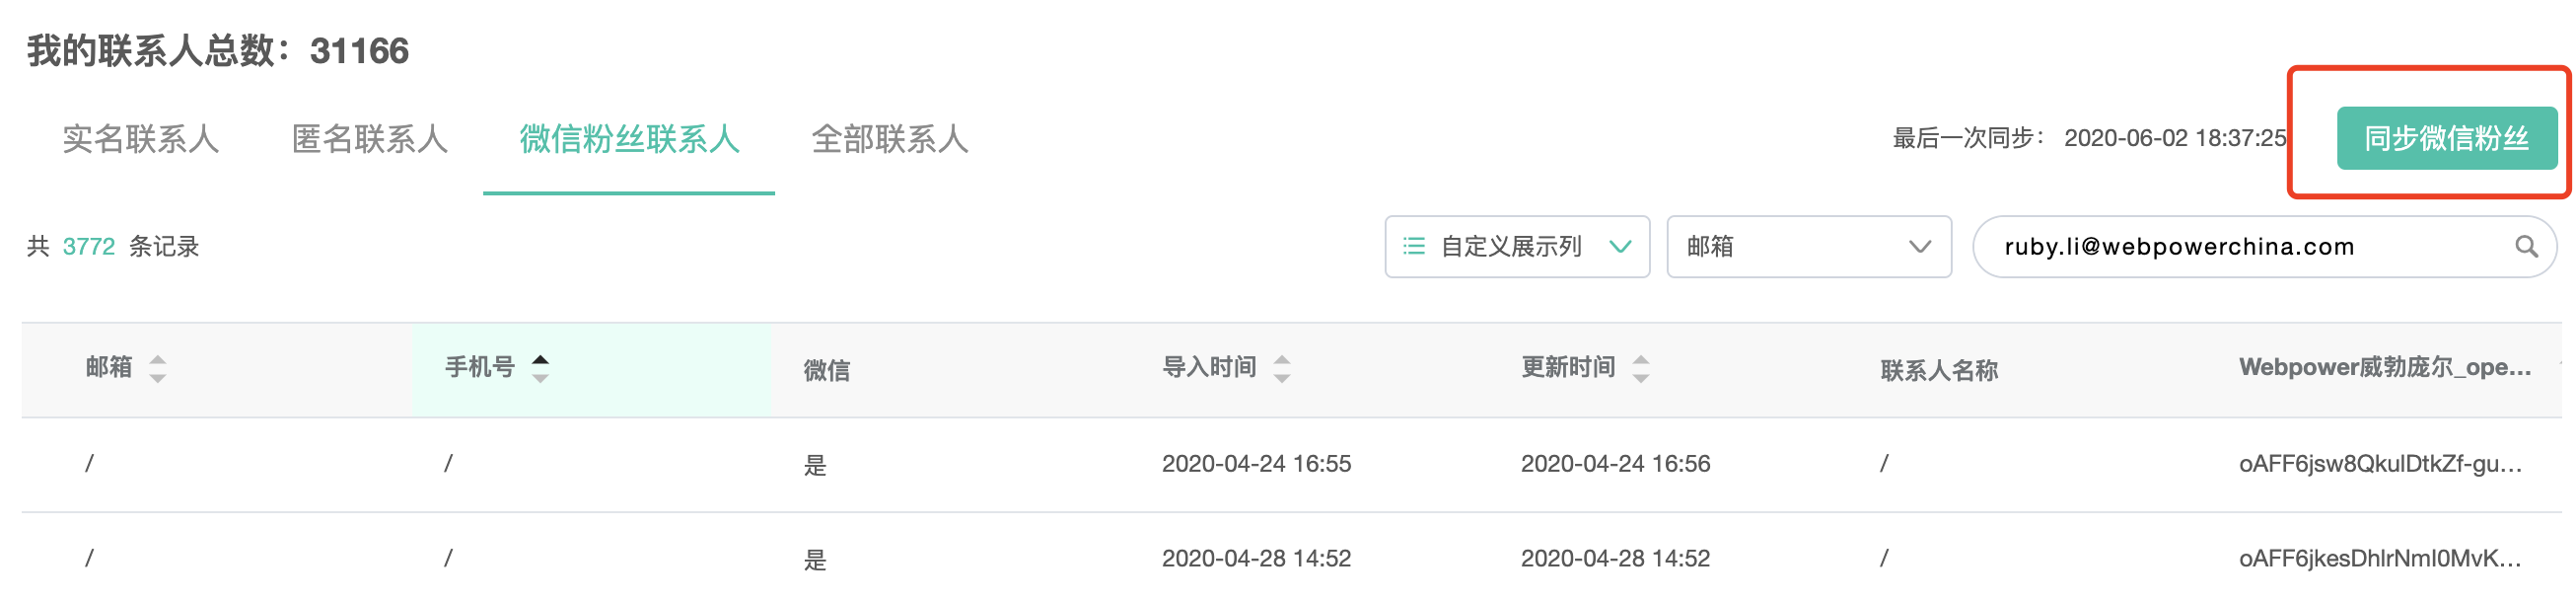 我的联系人总数：31166
实名联系人 匿名联系人 微信粉丝联系人 全部联系人 最后一次同步： 2020-06-02 18:37:25 同步微信粉丝
共 3772 条记录 自定义展示列 邮箱 ruby.li@webpowerchina.com
邮箱 手机号 微信 导入时间 更新时间 联系人名称 Webpower威勃庞尔_ope...
/ / 是 2020-04-24 16:55 2020-04-24 16:56 / oAFF6jsw8QkulDtkZf-gu...
/ / 是 2020-04-28 14:52 2020-04-28 14:52 / oAFF6jkesDhlrNml0MvK...